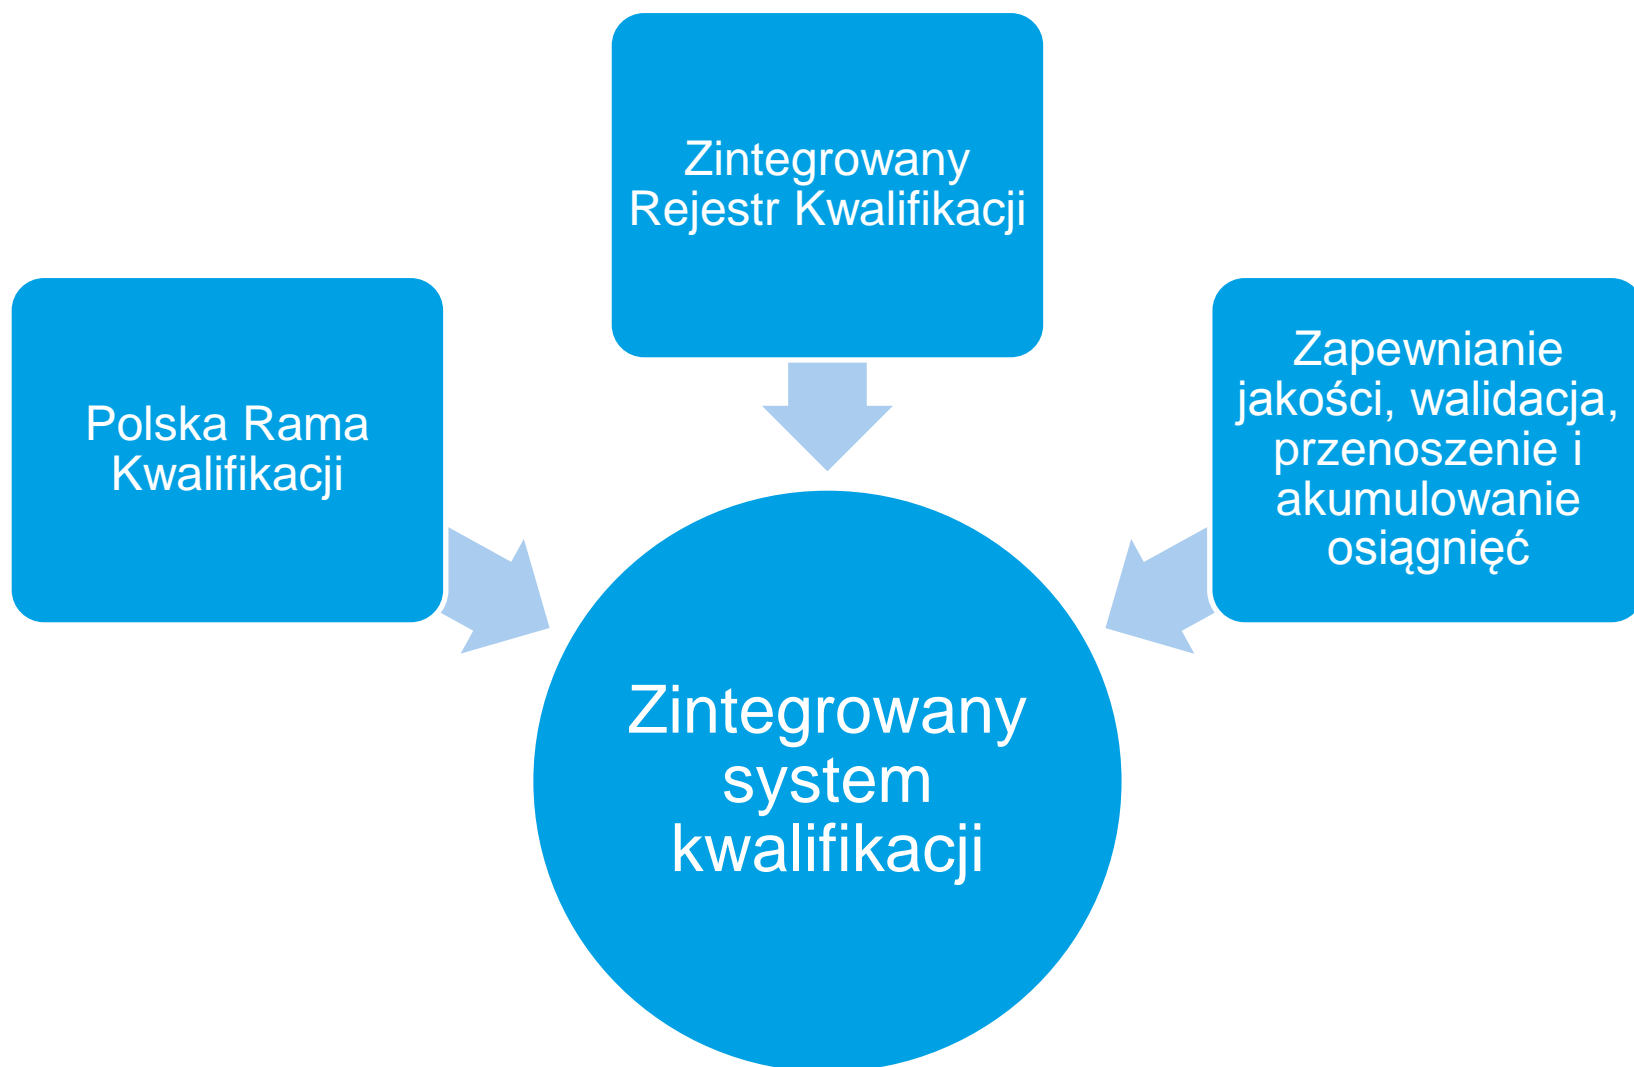 Zintegrowany
Rejestr Kwalifikacji
Polska Rama
Kwalifikacji
Zapewnianie
jakości, walidacja,
przenoszenie i
akumulowanie
osiągnięć
Zintegrowany
system
kwalifikacji